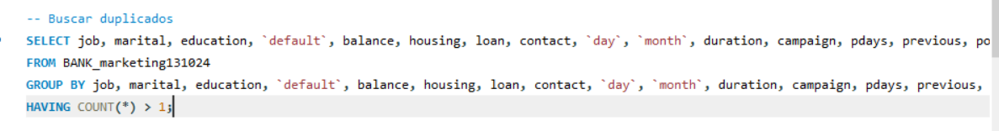 -- Buscar duplicados
SELECT job, marital, education, `default`, balance, housing, loan, contact, `day`, `month`, duration, campaign, pdays, previous, po
FROM BANK_marketing131024
GROUP BY job, marital, education, `default`, balance, housing, loan, contact, `day`, `month`, duration, campaign, pdays, previous,
HAVING COUNT(*) > 1;